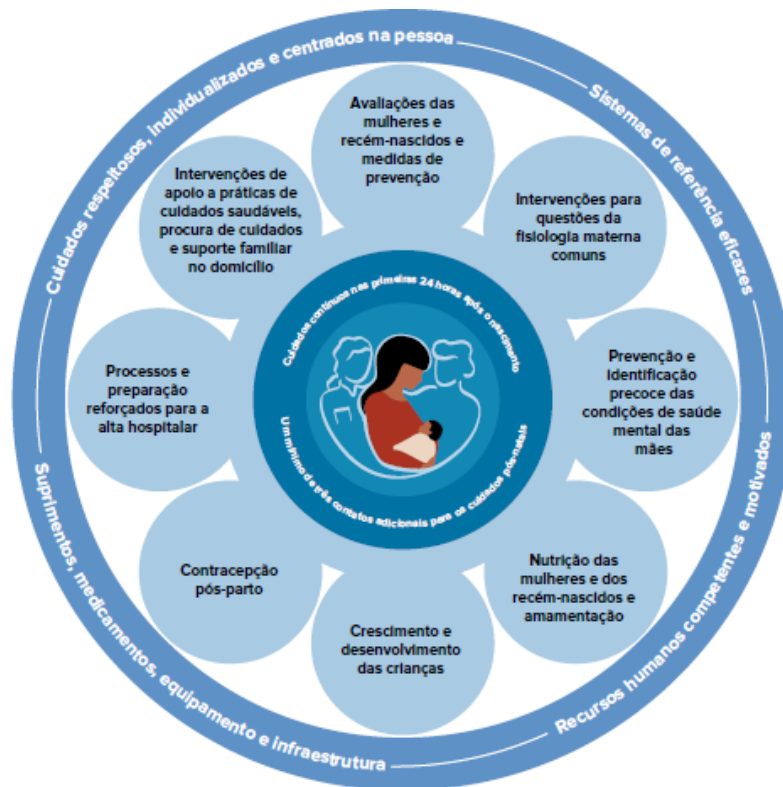 Cuidados respeitosos, individualizados e centrados na pessoa
Sistemas de referência eficazes
Recursos humanos competentes e motivados
Suprimentos, medicamentos, equipamento e infraestrutura
Avaliações das
mulheres e
recém-nascidos e
medidas de
prevenção
Intervenções para
questões da
fisiologia materna
comuns
Prevenção e
identificação
precoce das
condições de saúde
mental das
mães
Nutrição das
mulheres e dos
recém-nascidos e
amamentação
Crescimento e
desenvolvimento
das crianças
Contracepção
pós-parto
Processos e
preparação
reforçados para a
alta hospitalar
Intervenções de
apoio a práticas de
cuidados saudáveis,
procura de cuidados
e suporte familiar
no domicílio
Cuidados contínuos nas primeiras 24 horas após o nascimento
Um mínimo de três contatos adicionais para os cuidados pós-natais